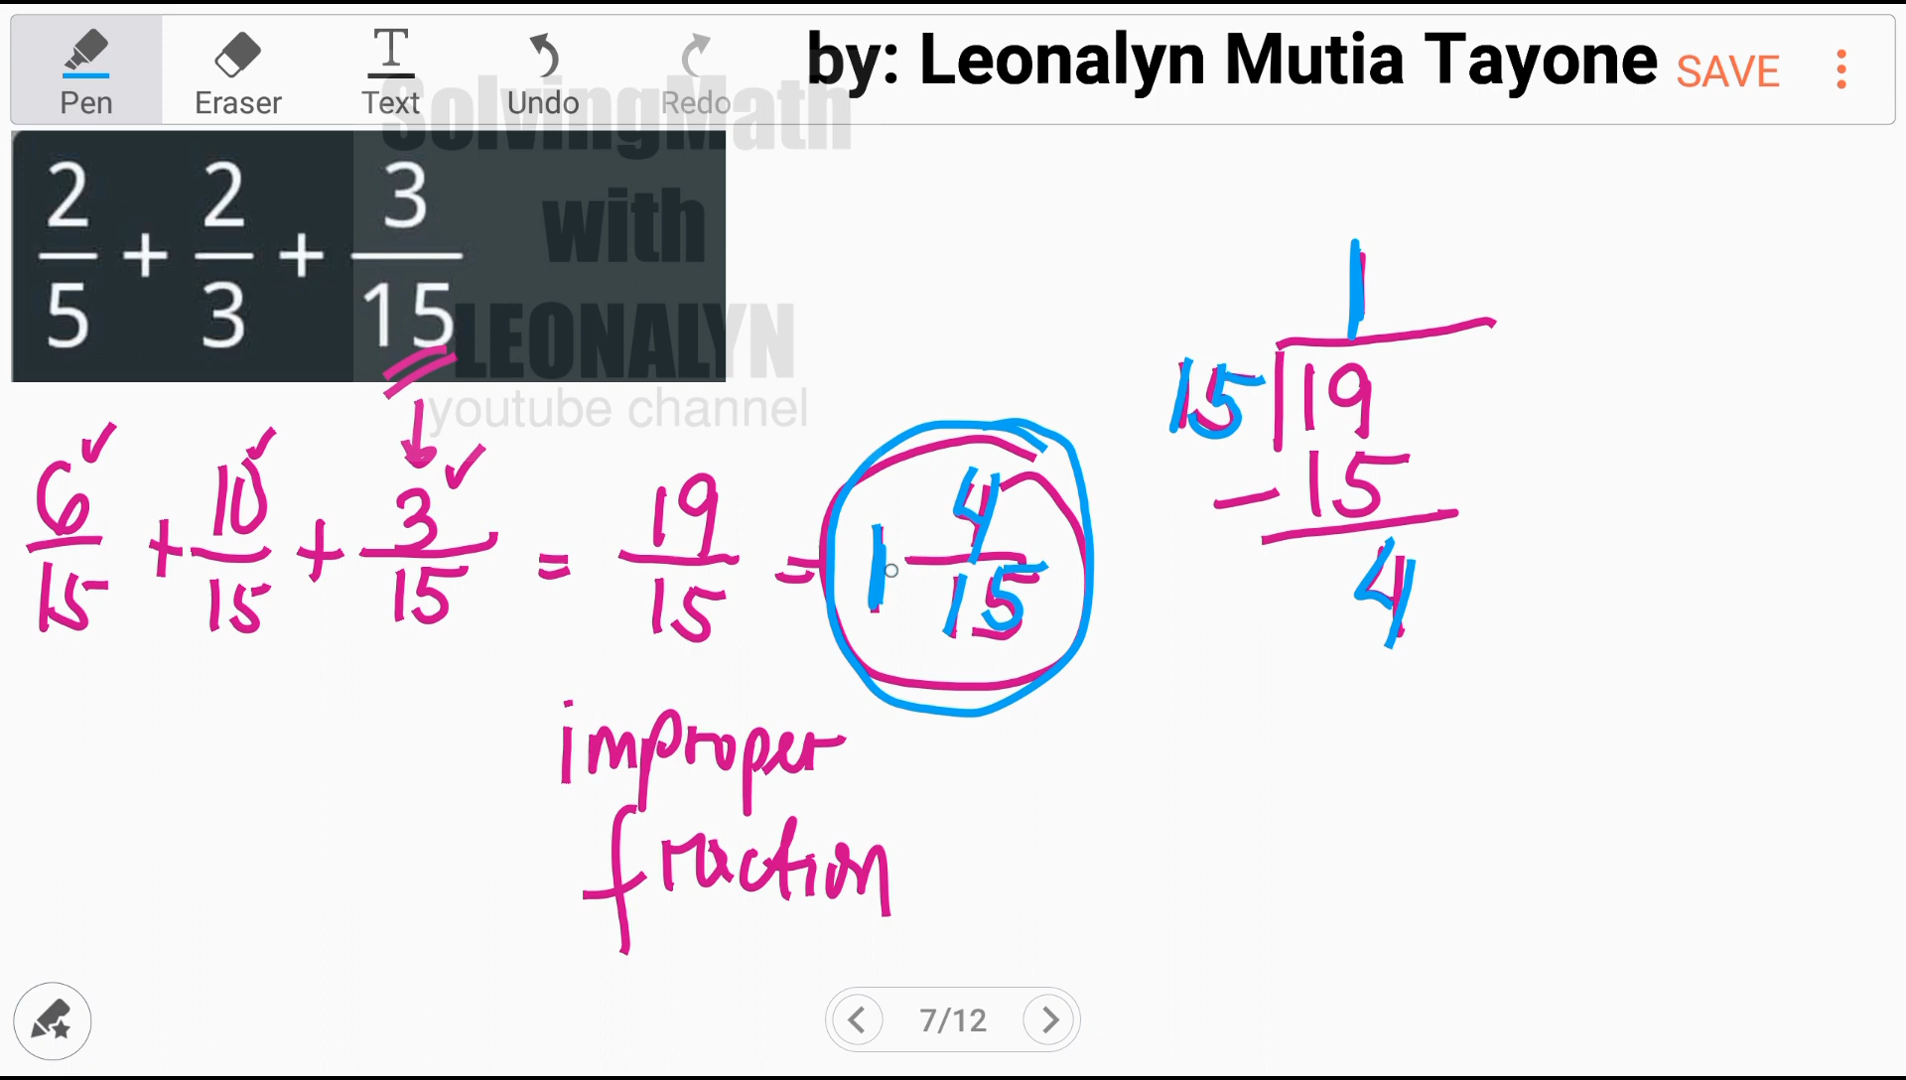 by: Leonalyn Mutia Tayone
SAVE
Pen Eraser Text Undo Redo
SolvingMath
with
LEONALYN
youtube channel
2/5 + 2/3 + 3/15
6/15 + 10/15 + 3/15 = 19/15 = 1 4/15
improper
fraction
1
15 19
- 15
4
7/12